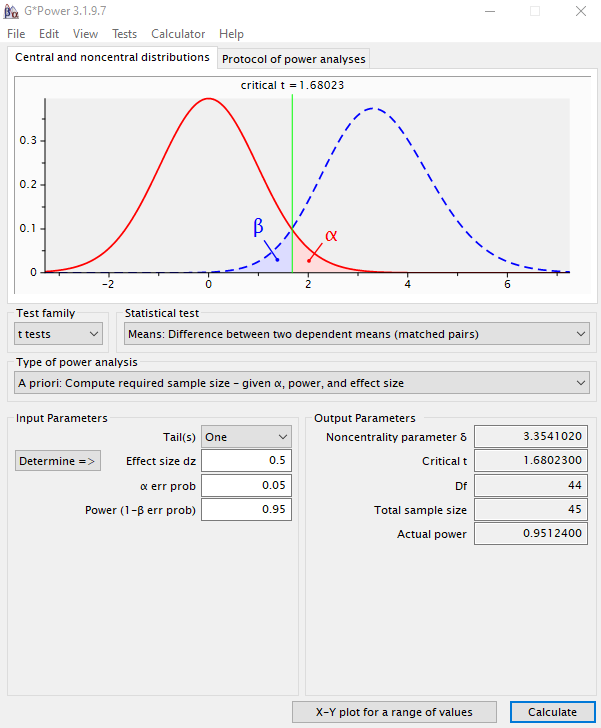 G*Power 3.1.9.7
File Edit View Tests Calculator Help
Central and noncentral distributions Protocol of power analyses
critical t = 1.68023
0.3
0.2
0.1
0
β
α
-2 0 2 4 6
Test family Statistical test
t tests Means: Difference between two dependent means (matched pairs)
Type of power analysis
A priori: Compute required sample size – given α, power, and effect size
Input Parameters Output Parameters
Tail(s) One Noncentrality parameter δ 3.3541020
Determine => Effect size dz 0.5 Critical t 1.6802300
α err prob 0.05 Df 44
Power (1-β err prob) 0.95 Total sample size 45
Actual power 0.9512400
X-Y plot for a range of values Calculate